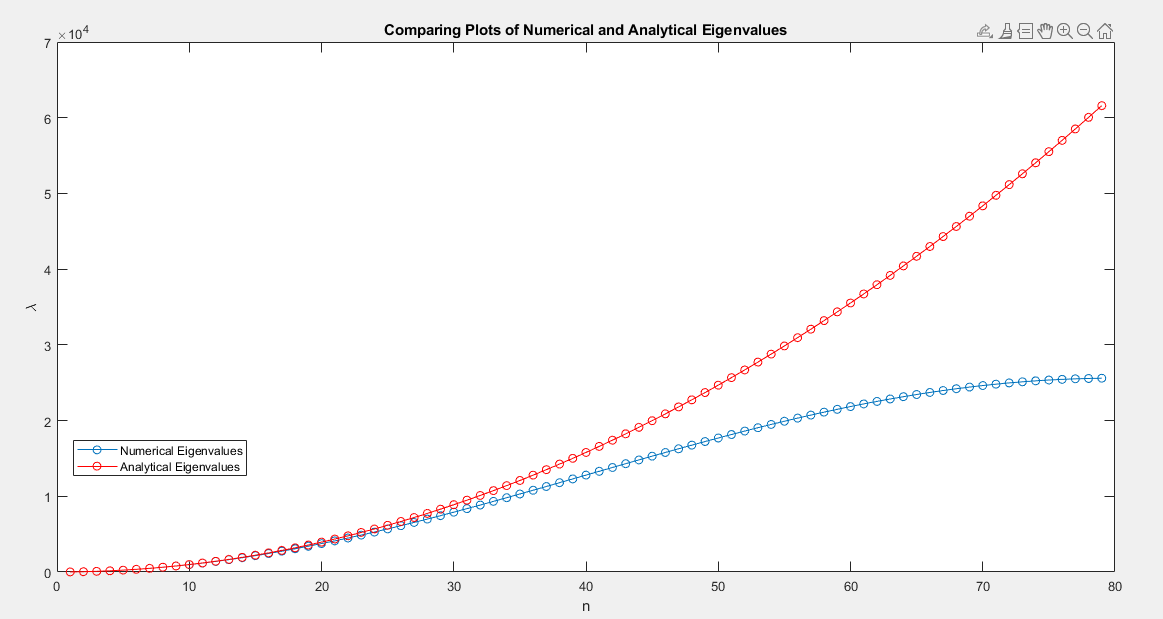 Comparing Plots of Numerical and Analytical Eigenvalues
×10⁴
7
6
5
4
3
2
1
0
λ
Numerical Eigenvalues
Analytical Eigenvalues
0 10 20 30 40 50 60 70 80
n